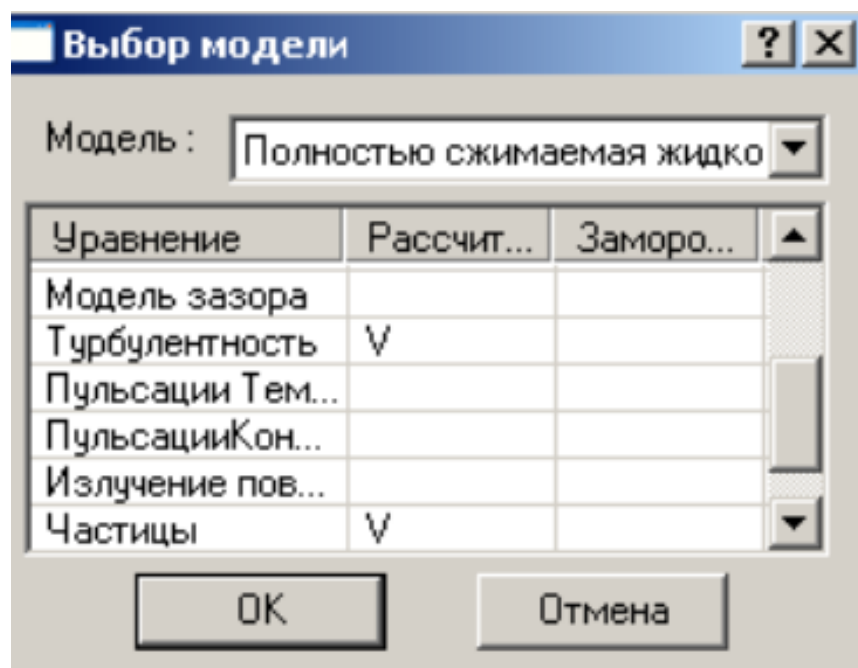 Выбор модели
Модель : Полностью сжимаемая жидко
Уравнение Рассчит... Заморо...
Модель зазора
Турбулентность V
Пульсации Тем...
ПульсацииКон...
Излучение пов...
Частицы V
OK Отмена